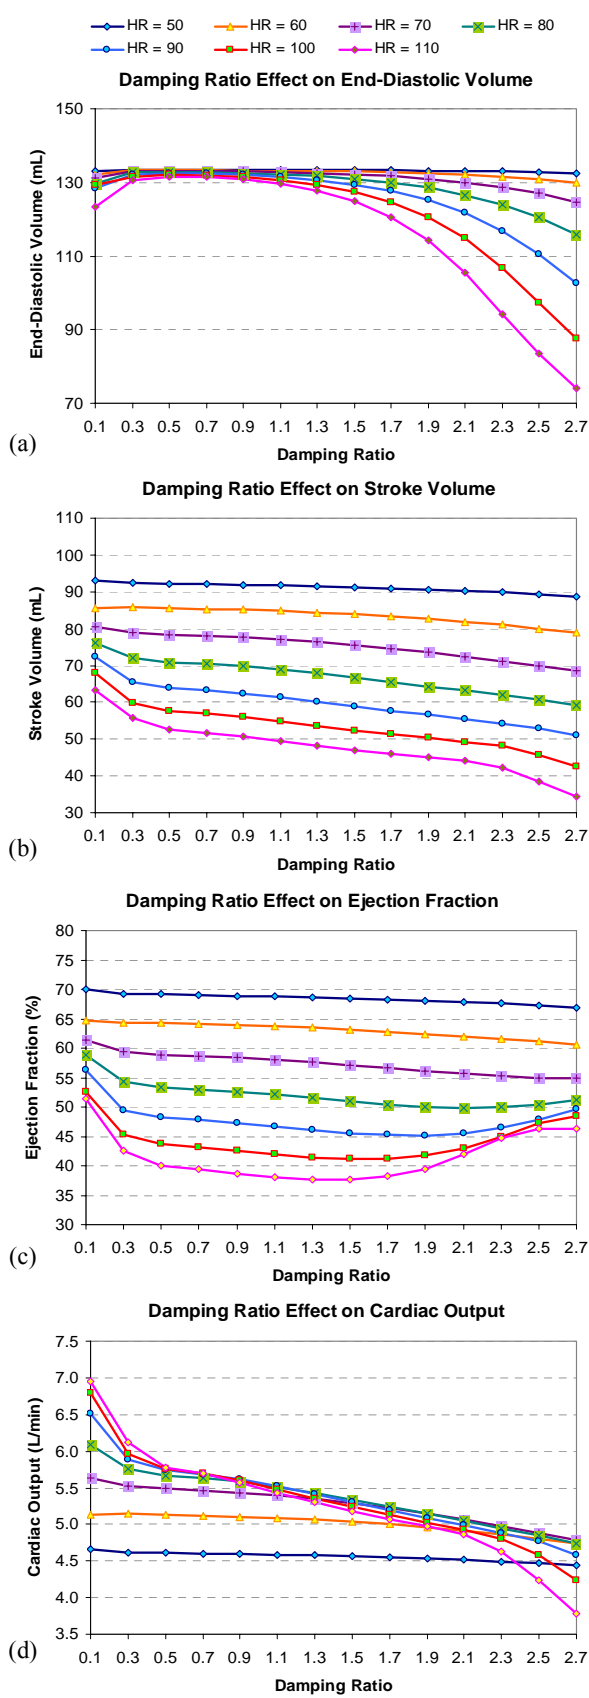 HR = 50 HR = 60 HR = 70 HR = 80
HR = 90 HR = 100 HR = 110
Damping Ratio Effect on End-Diastolic Volume
150
130
110
90
70
End-Diastolic Volume (mL)
0.1 0.3 0.5 0.7 0.9 1.1 1.3 1.5 1.7 1.9 2.1 2.3 2.5 2.7
Damping Ratio
(a)
Damping Ratio Effect on Stroke Volume
110
100
90
80
70
60
50
40
30
Stroke Volume (mL)
0.1 0.3 0.5 0.7 0.9 1.1 1.3 1.5 1.7 1.9 2.1 2.3 2.5 2.7
Damping Ratio
(b)
Damping Ratio Effect on Ejection Fraction
80
75
70
65
60
55
50
45
40
35
30
Ejection Fraction (%)
0.1 0.3 0.5 0.7 0.9 1.1 1.3 1.5 1.7 1.9 2.1 2.3 2.5 2.7
Damping Ratio
(c)
Damping Ratio Effect on Cardiac Output
7.5
7.0
6.5
6.0
5.5
5.0
4.5
4.0
3.5
Cardiac Output (L/min)
0.1 0.3 0.5 0.7 0.9 1.1 1.3 1.5 1.7 1.9 2.1 2.3 2.5 2.7
Damping Ratio
(d)